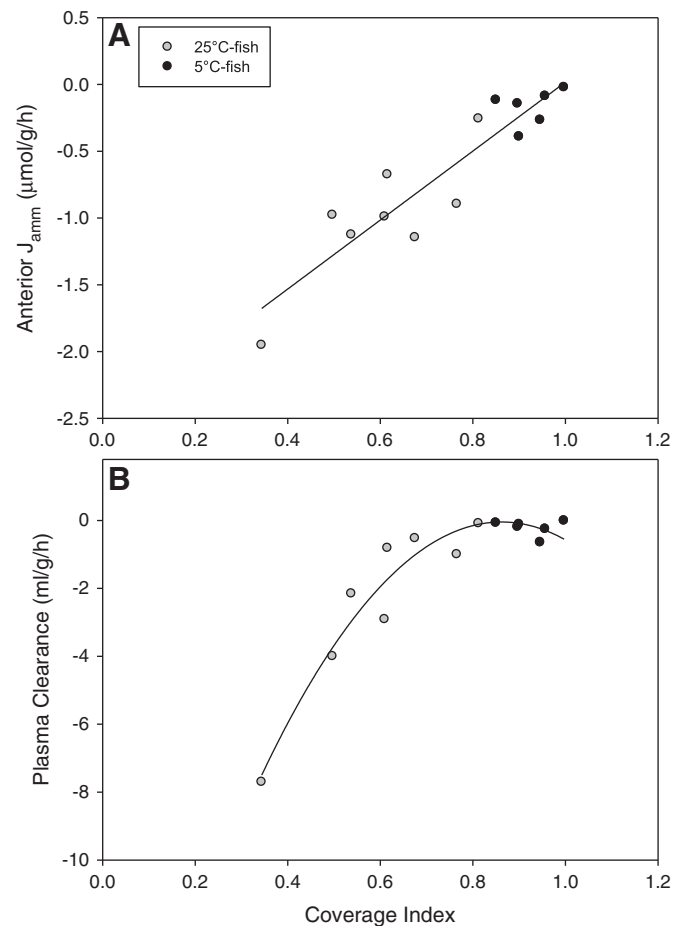 A
25°C-fish
5°C-fish
0.5
0.0
-0.5
-1.0
-1.5
-2.0
-2.5
Anterior Jamm (μmol/g/h)
0.0 0.2 0.4 0.6 0.8 1.0 1.2
B
0
-2
-4
-6
-8
-10
Plasma Clearance (ml/g/h)
0.0 0.2 0.4 0.6 0.8 1.0 1.2
Coverage Index